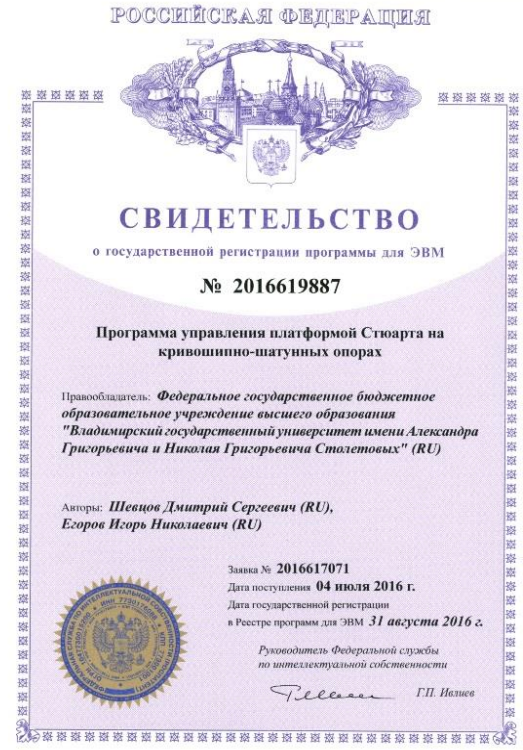 РОССИЙСКАЯ ФЕДЕРАЦИЯ
СВИДЕТЕЛЬСТВО
о государственной регистрации программы для ЭВМ
№ 2016619887
Программа управления платформой Стюарта на
кривошипно-шатунных опорах
Правообладатель: Федеральное государственное бюджетное
образовательное учреждение высшего образования
"Владимирский государственный университет имени Александра
Григорьевича и Николая Григорьевича Столетовых" (RU)
Авторы: Шевцов Дмитрий Сергеевич (RU),
Егоров Игорь Николаевич (RU)
Заявка № 2016617071
Дата поступления 04 июля 2016 г.
Дата государственной регистрации
в Реестре программ для ЭВМ 31 августа 2016 г.
Руководитель Федеральной службы
по интеллектуальной собственности
Г.П. Ивлиев